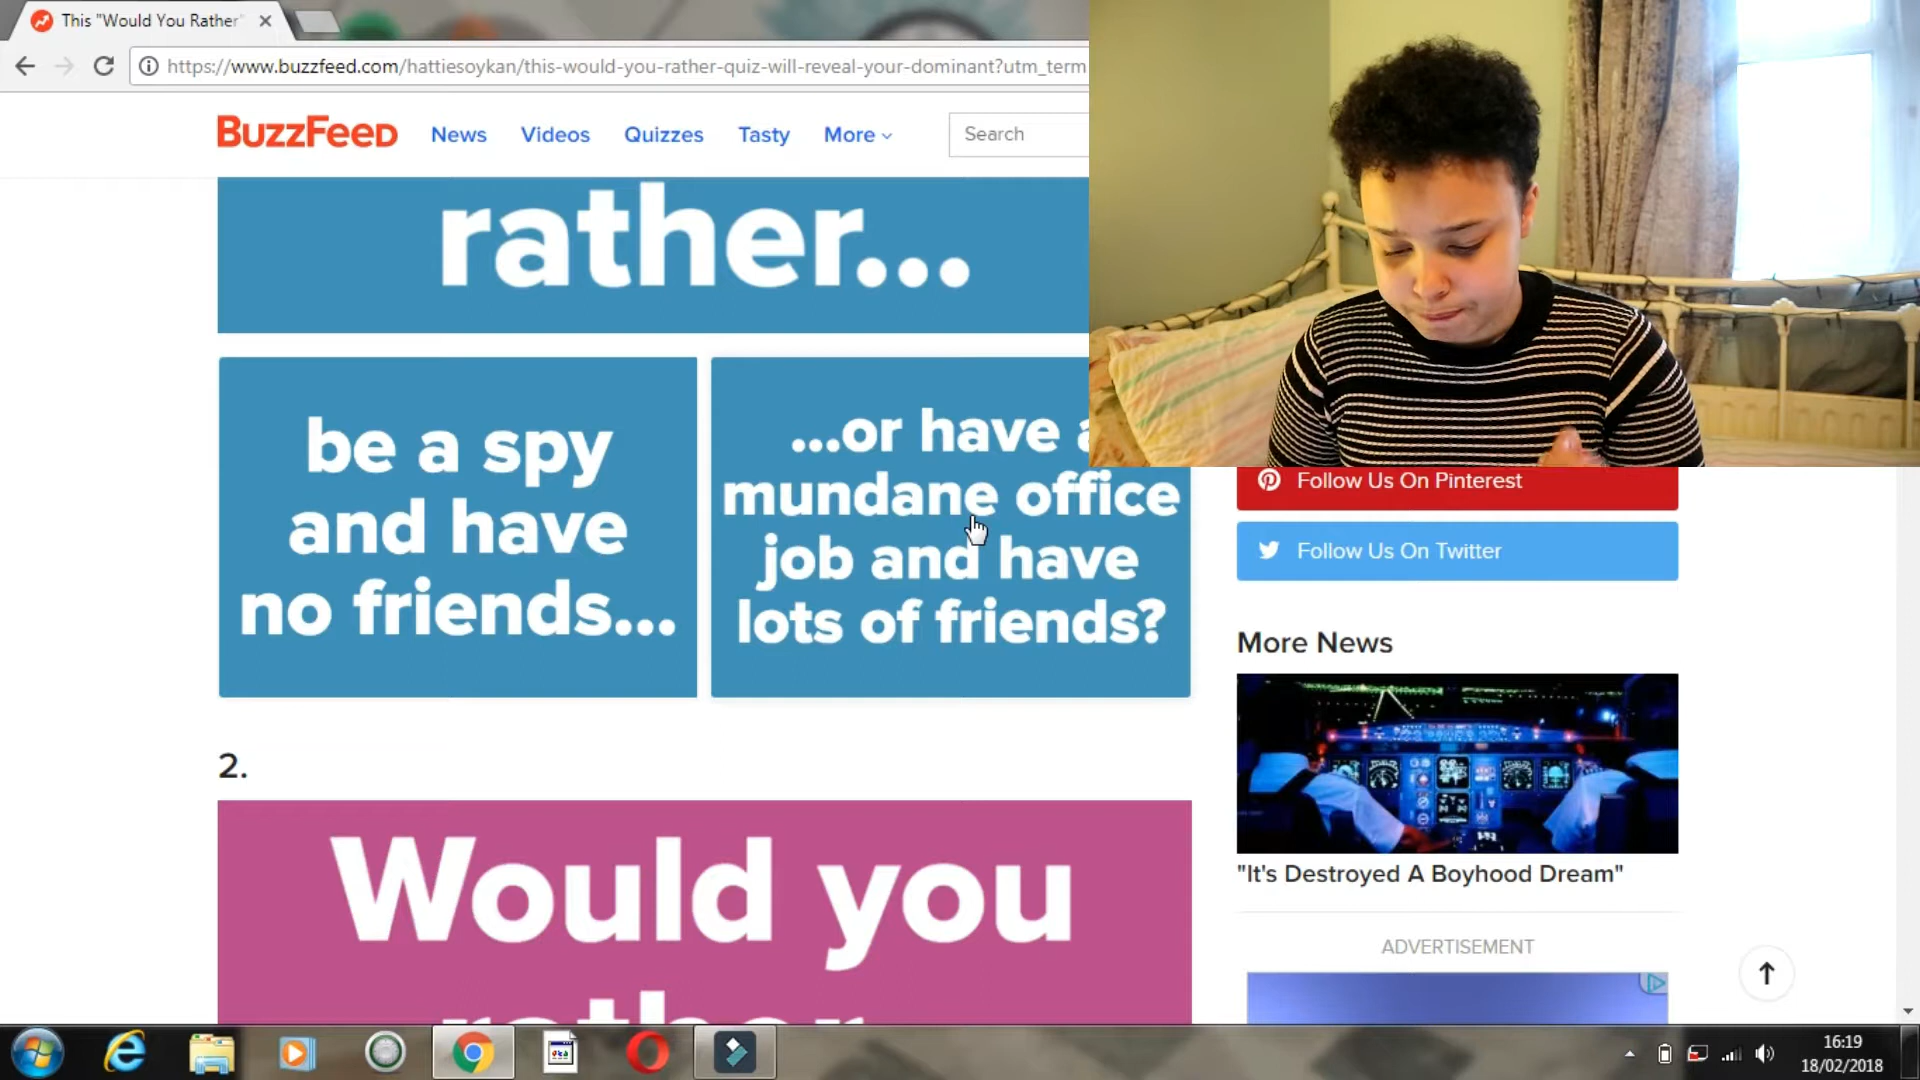 This "Would You Rather"
https://www.buzzfeed.com/hattiesoykan/this-would-you-rather-quiz-will-reveal-your-dominant?utm_term
BuzzFeed
News
Videos
Quizzes
Tasty
More
Search
rather...
be a spy
and have
no friends...
...or have a
mundane office
job and have
lots of friends?
Follow Us On Pinterest
Follow Us On Twitter
More News
"It's Destroyed A Boyhood Dream"
ADVERTISEMENT
2.
Would you
rather
16:19
18/02/2018